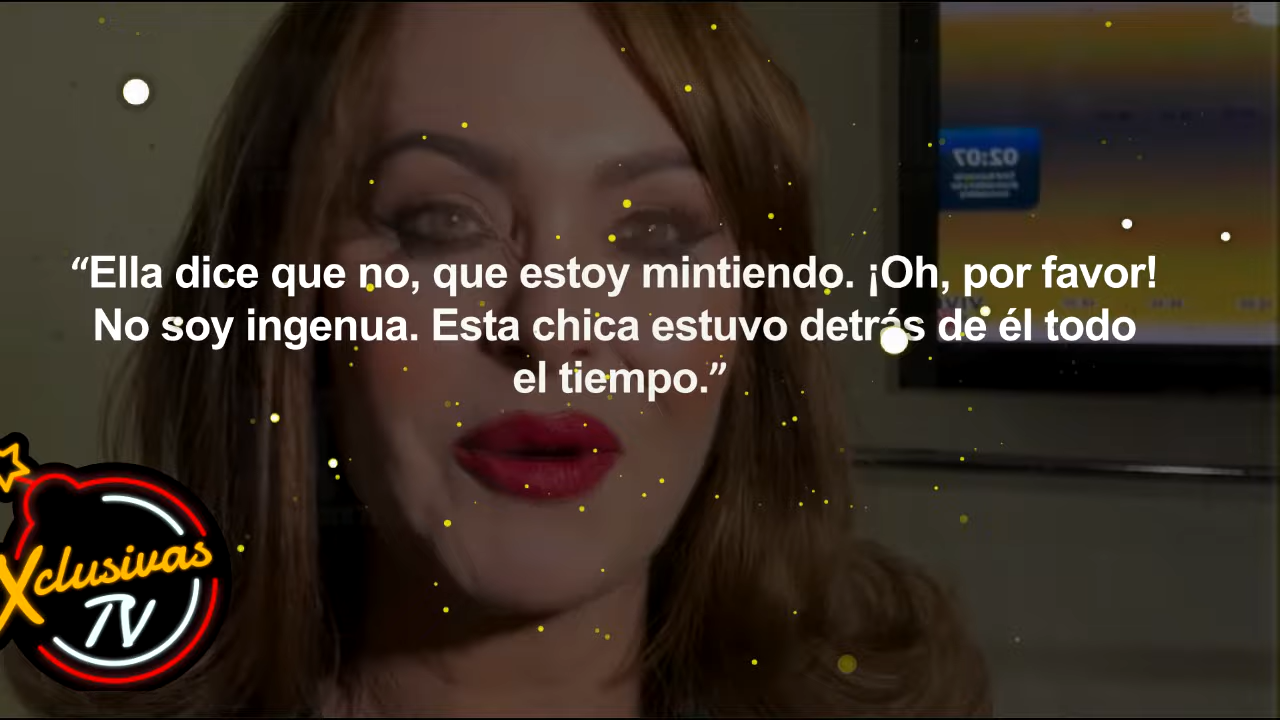 02:07
“Ella dice que no, que estoy mintiendo. ¡Oh, por favor!
No soy ingenua. Esta chica estuvo detrás de él todo
el tiempo.”
Xclusivas
TV